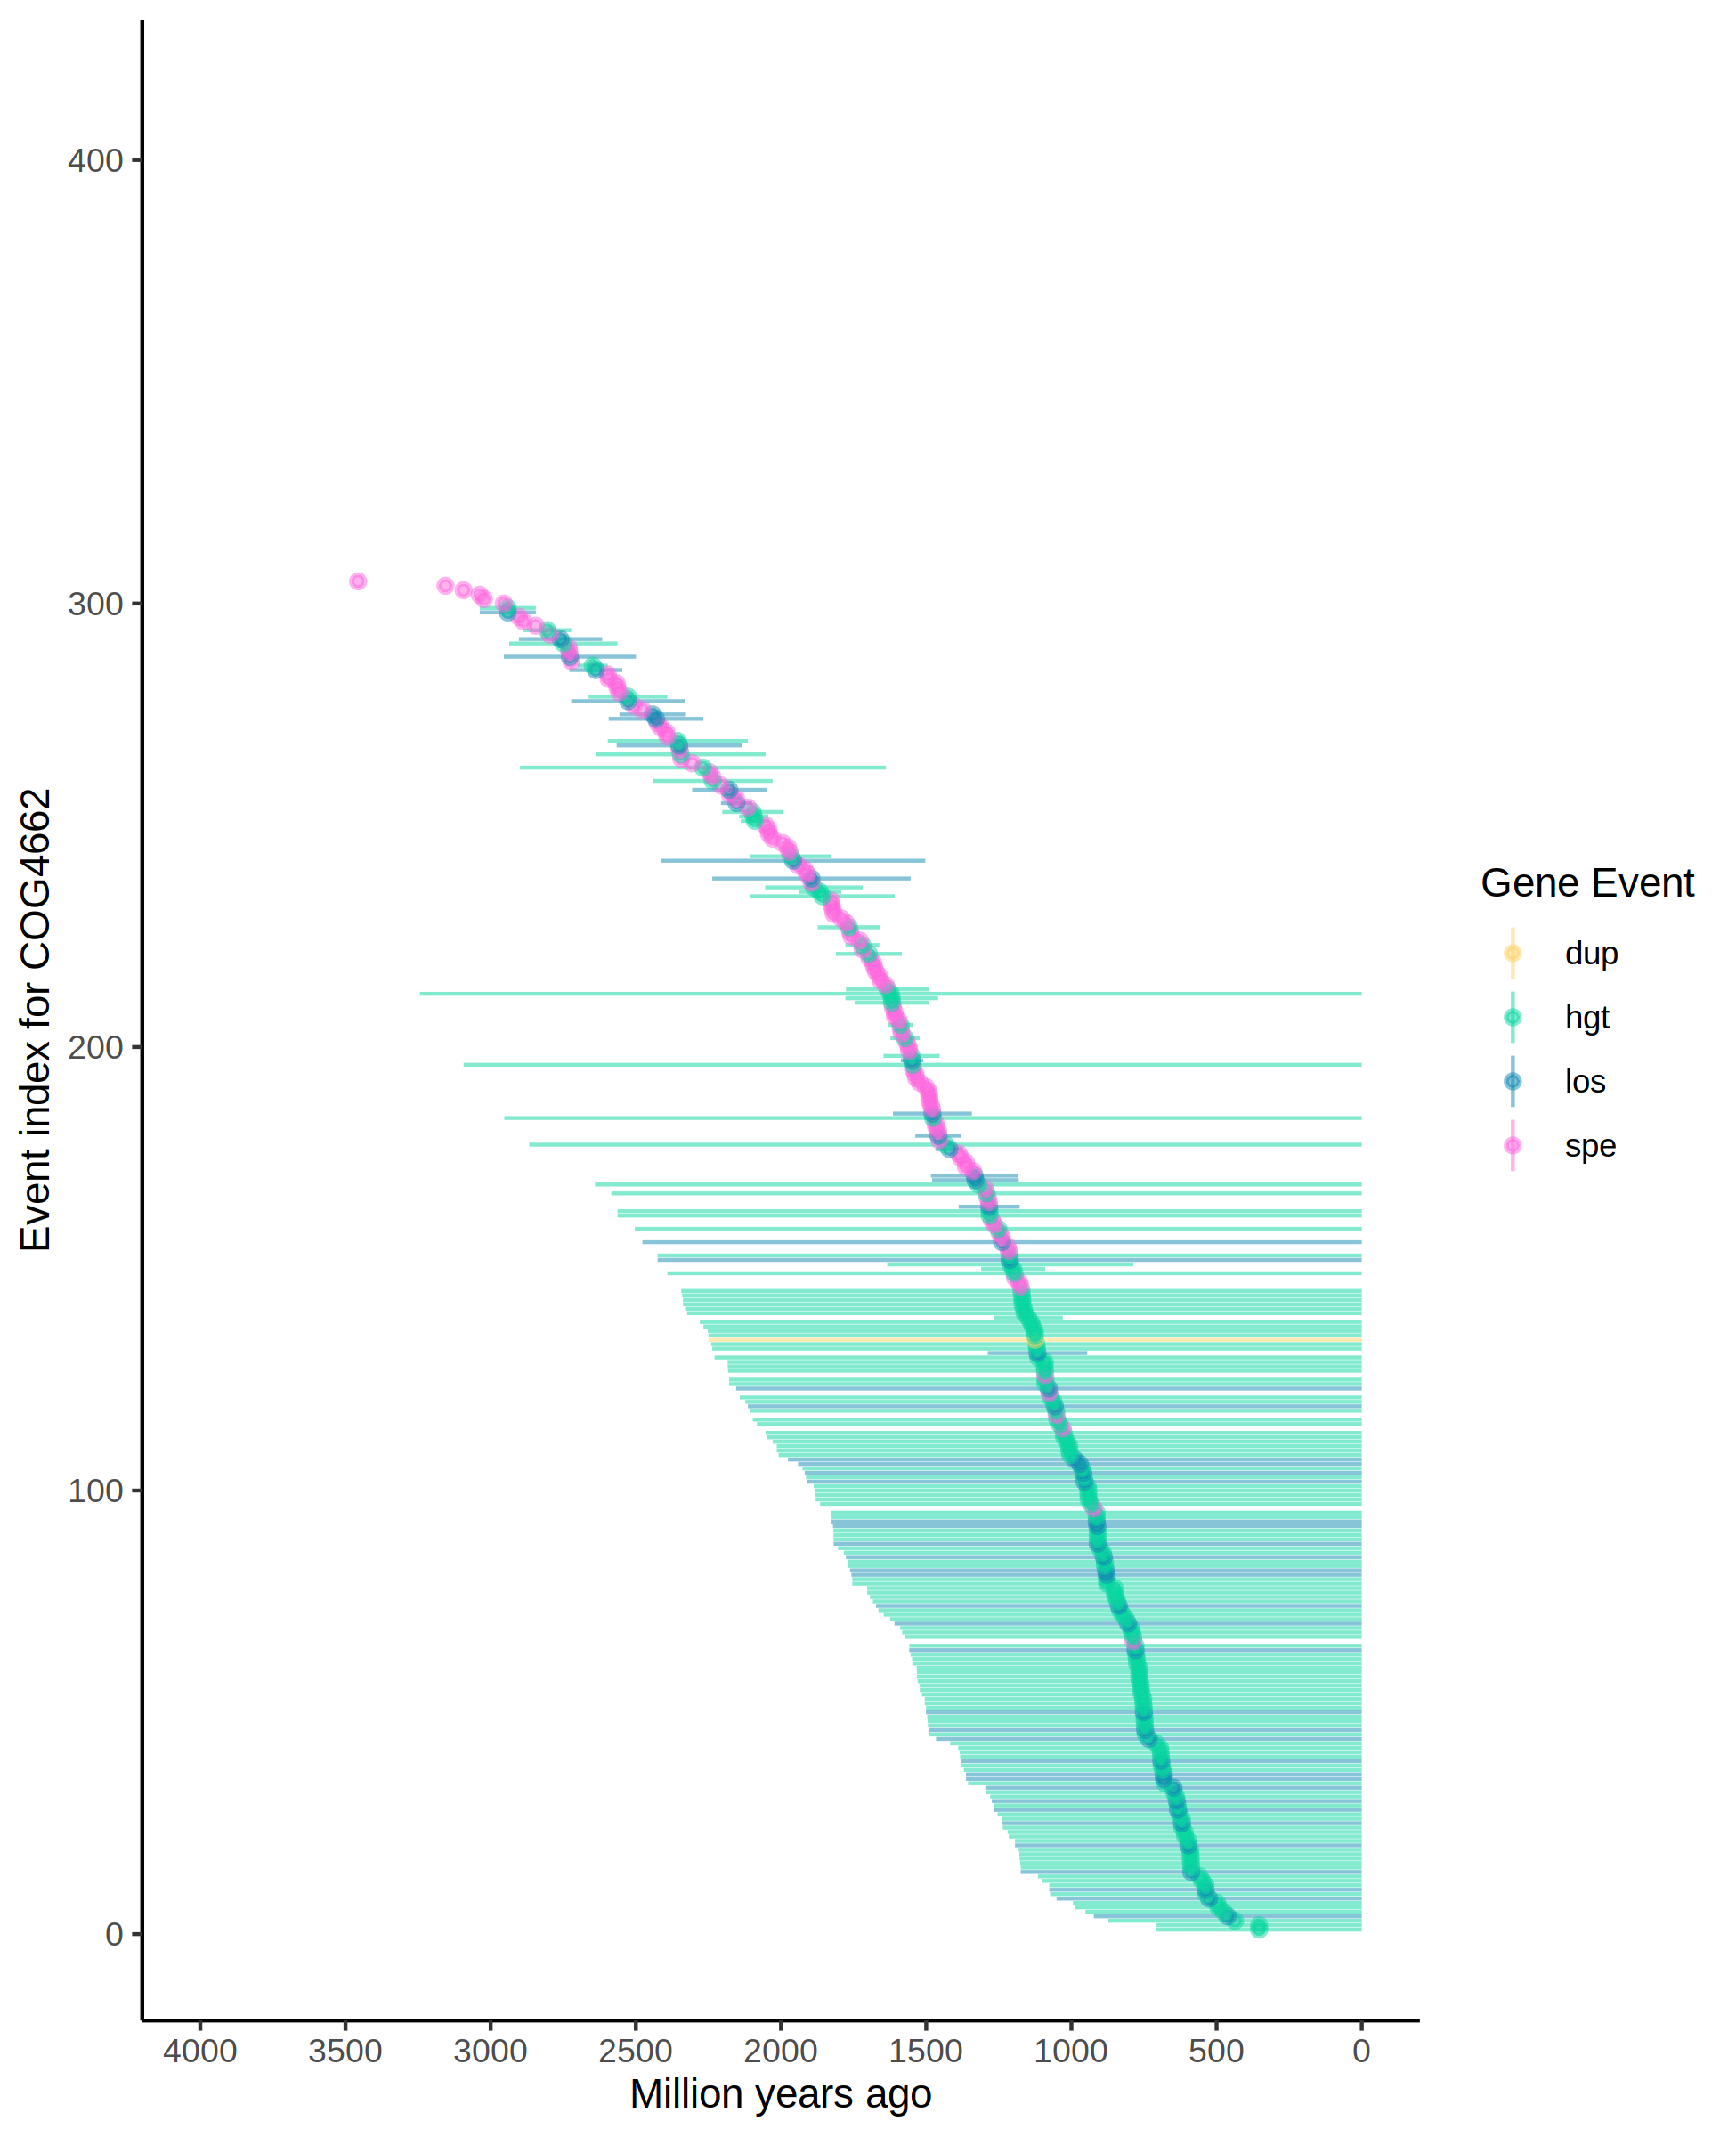 Event index for COG4662
400
300
200
100
0
4000 3500 3000 2500 2000 1500 1000 500 0
Million years ago
Gene Event
dup
hgt
los
spe